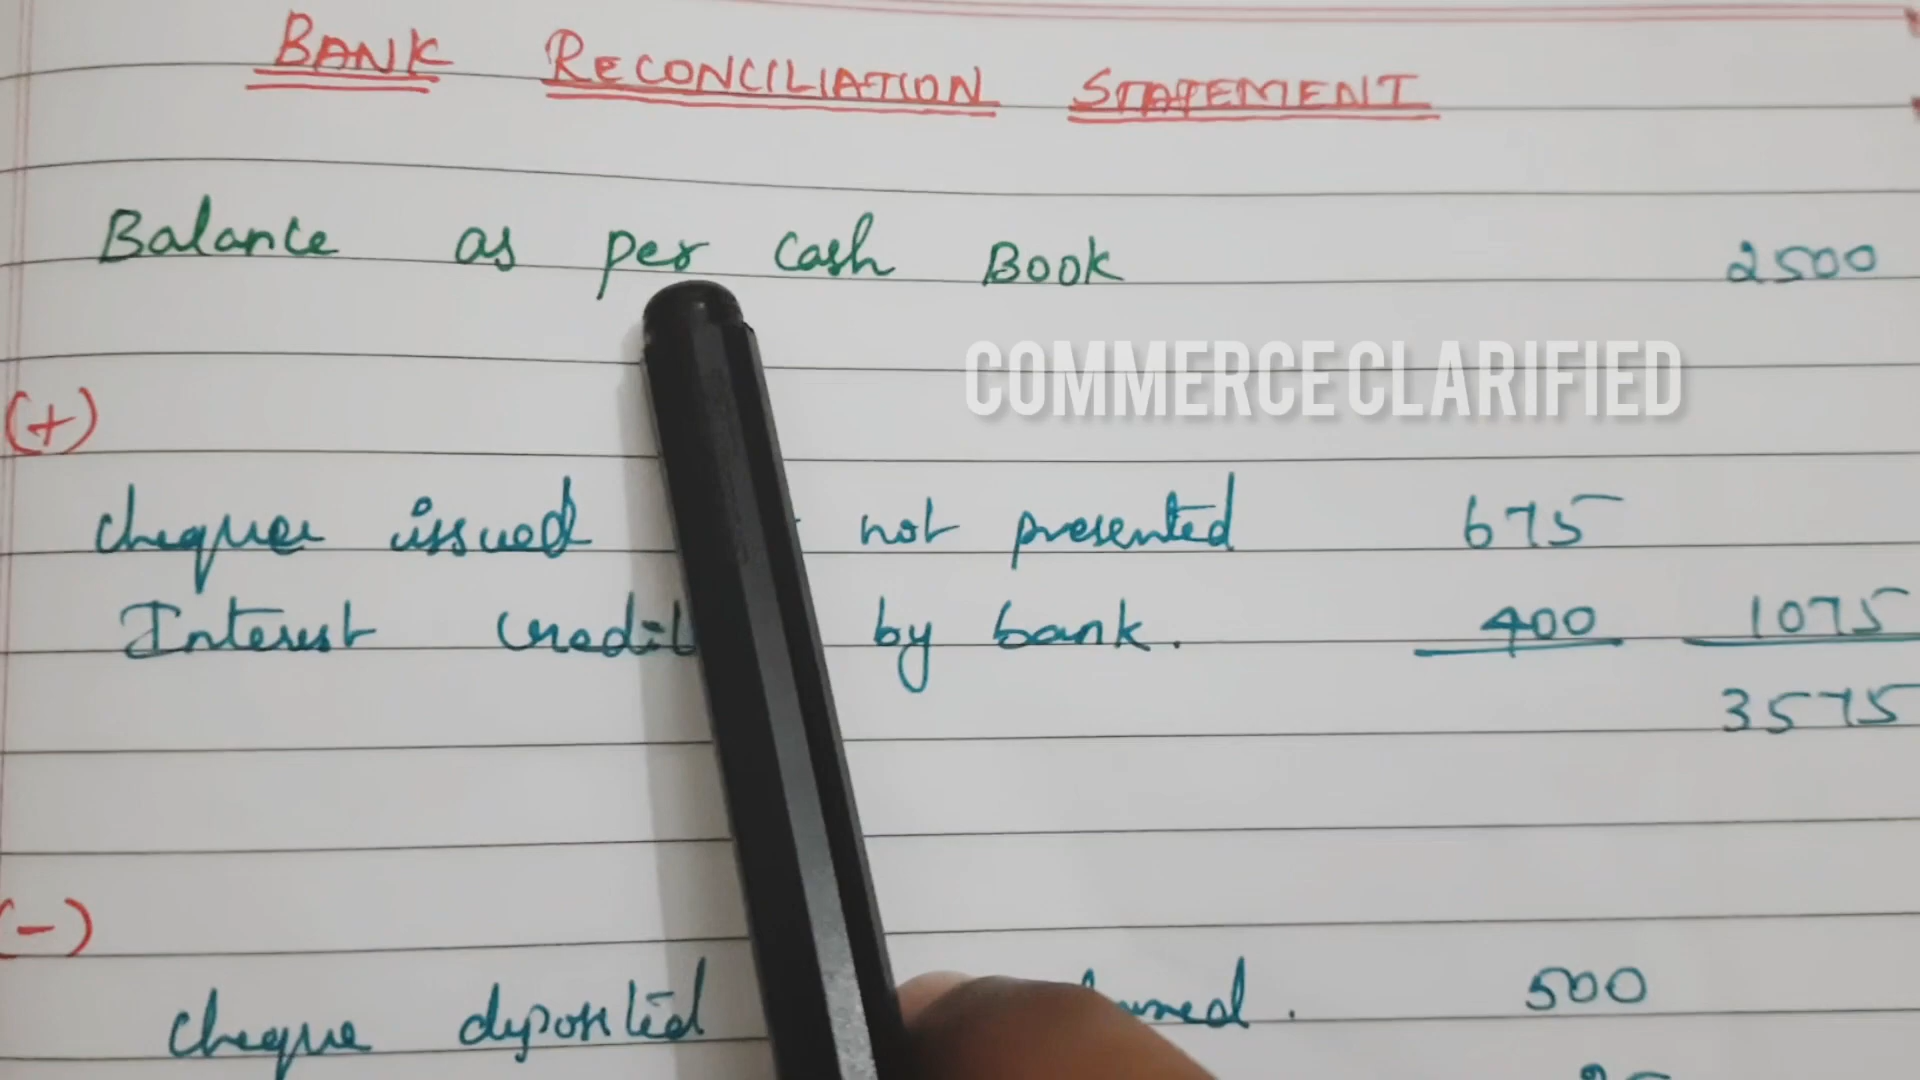 BANK RECONCILIATION STATEMENT
Balance as per Cash Book 2500
COMMERCE CLARIFIED
(+)
Cheques issued not presented 675
Interest credit by bank. 400 1075
3575
(-)
Cheque deposited 500